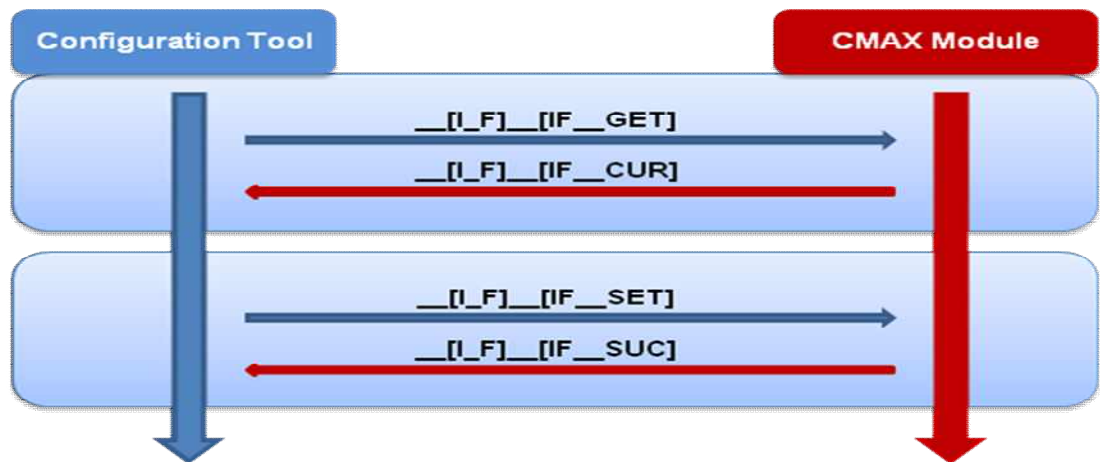 Configuration Tool
CMAX Module
__[I_F]__[IF__GET]
__[I_F]__[IF__CUR]
__[I_F]__[IF__SET]
__[I_F]__[IF__SUC]